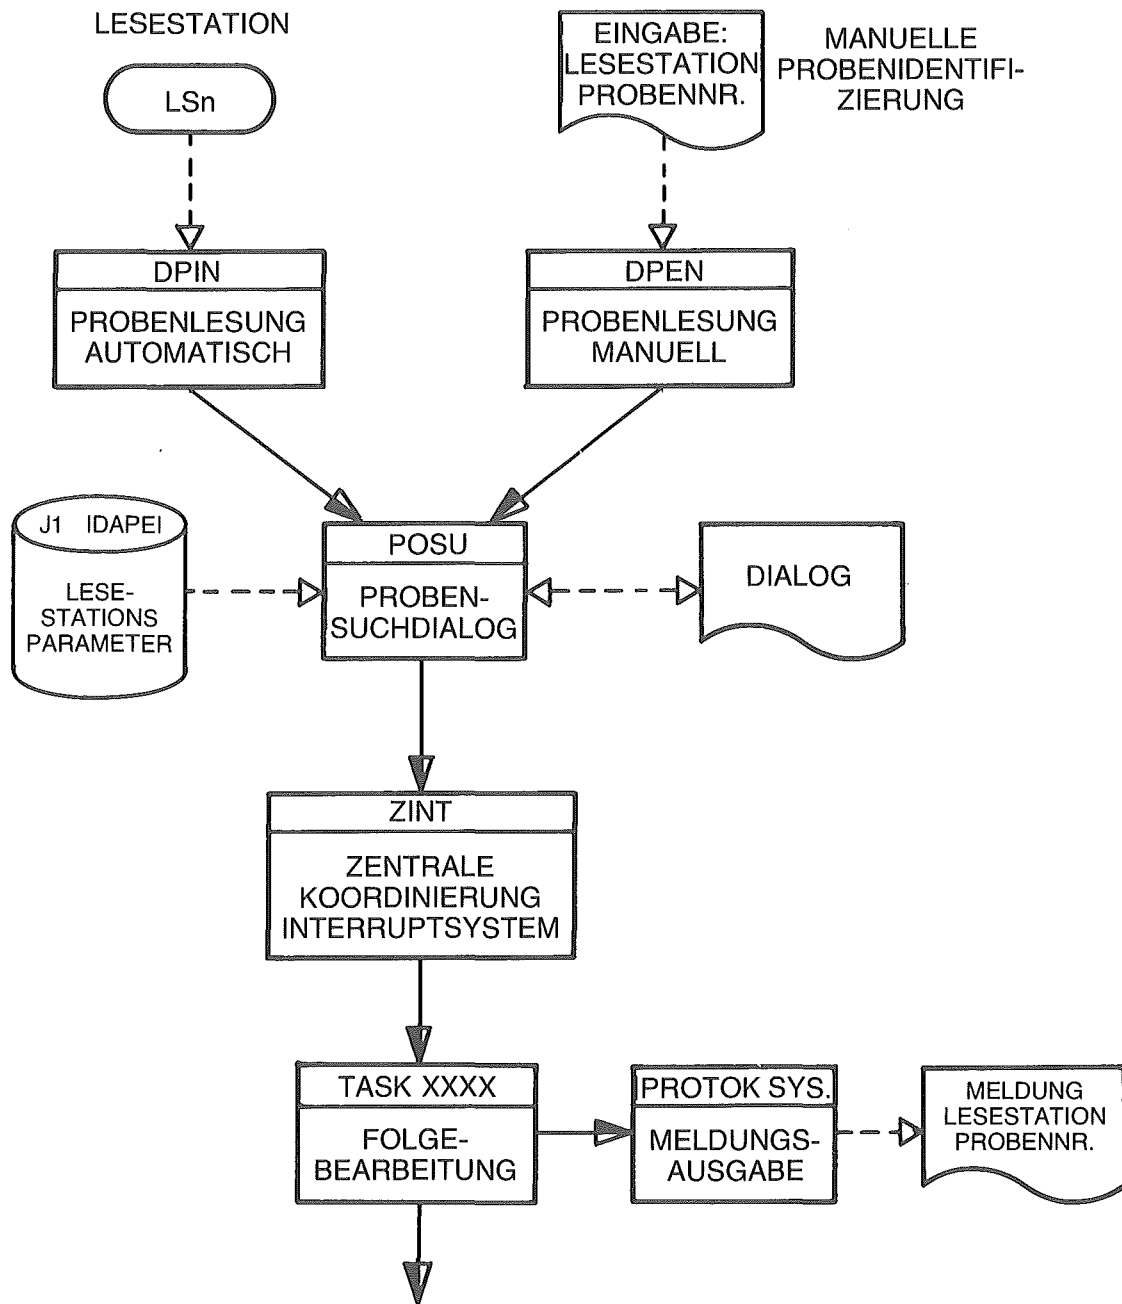 LESESTATION
LSn
EINGABE:
LESESTATION
PROBENNR.
MANUELLE
PROBENIDENTIFI-
ZIERUNG
DPIN
PROBENLESUNG
AUTOMATISCH
DPEN
PROBENLESUNG
MANUELL
J1 IDAPEI
LESE-
STATIONS
PARAMETER
POSU
PROBEN-
SUCHDIALOG
DIALOG
ZINT
ZENTRALE
KOORDINIERUNG
INTERRUPTSYSTEM
TASK XXXX
FOLGE-
BEARBEITUNG
PROTOK SYS.
MELDUNGS-
AUSGABE
MELDUNG
LESESTATION
PROBENNR.